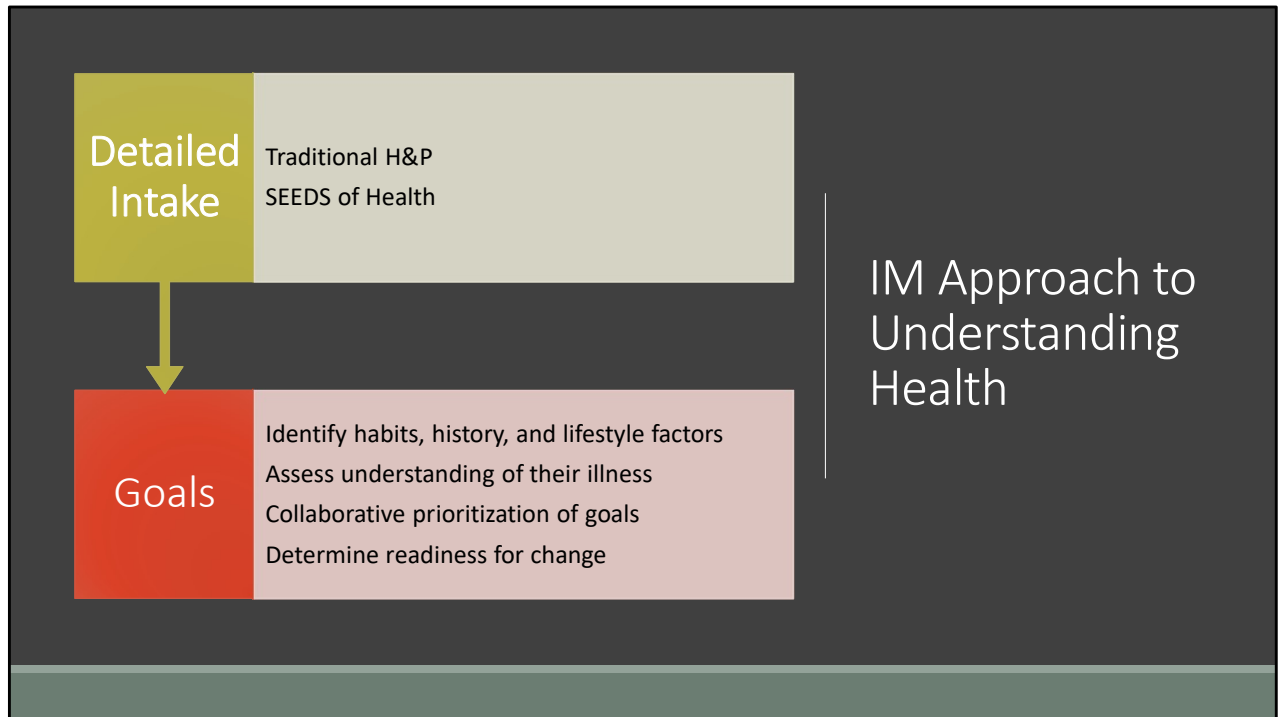 Detailed
Intake
Traditional H&P
SEEDS of Health
Goals
Identify habits, history, and lifestyle factors
Assess understanding of their illness
Collaborative prioritization of goals
Determine readiness for change
IM Approach to
Understanding
Health